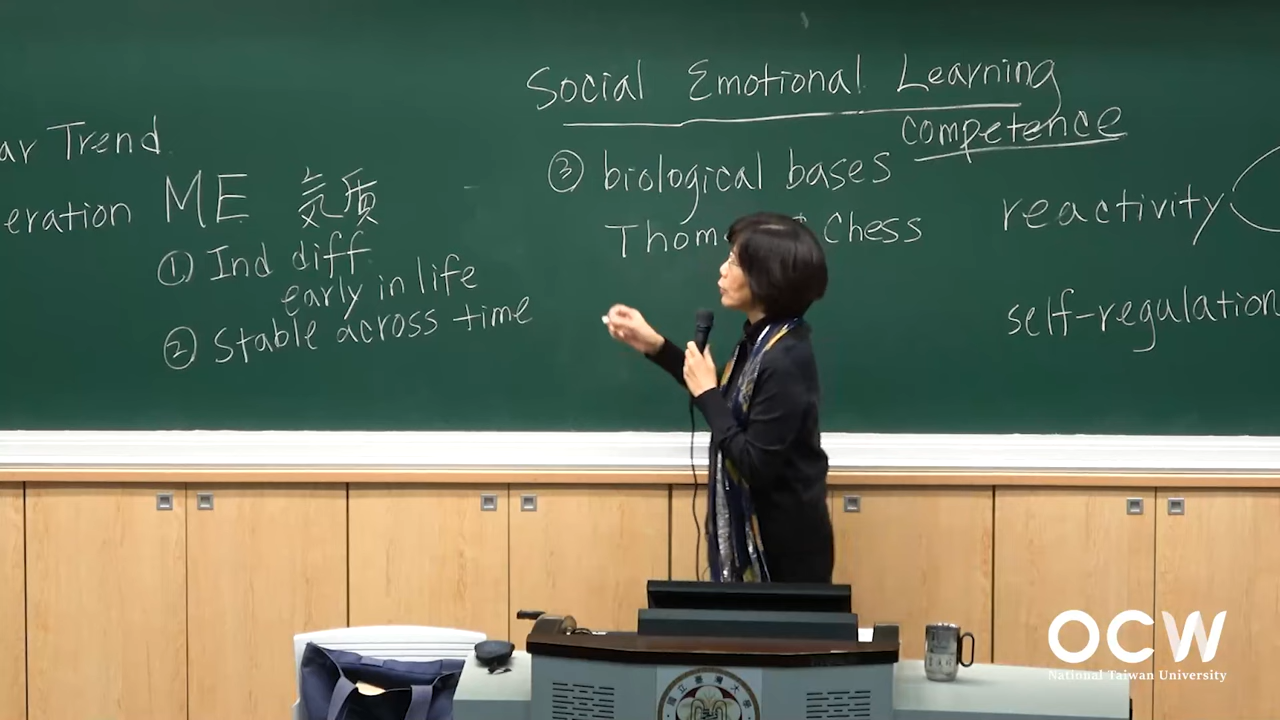 Social Emotional Learning
competence
ar Trend
eration ME 気质
① Ind diff
early in life
② Stable across time
③ biological bases
Thom Chess
reactivity
self-regulation
OCW
National Taiwan University